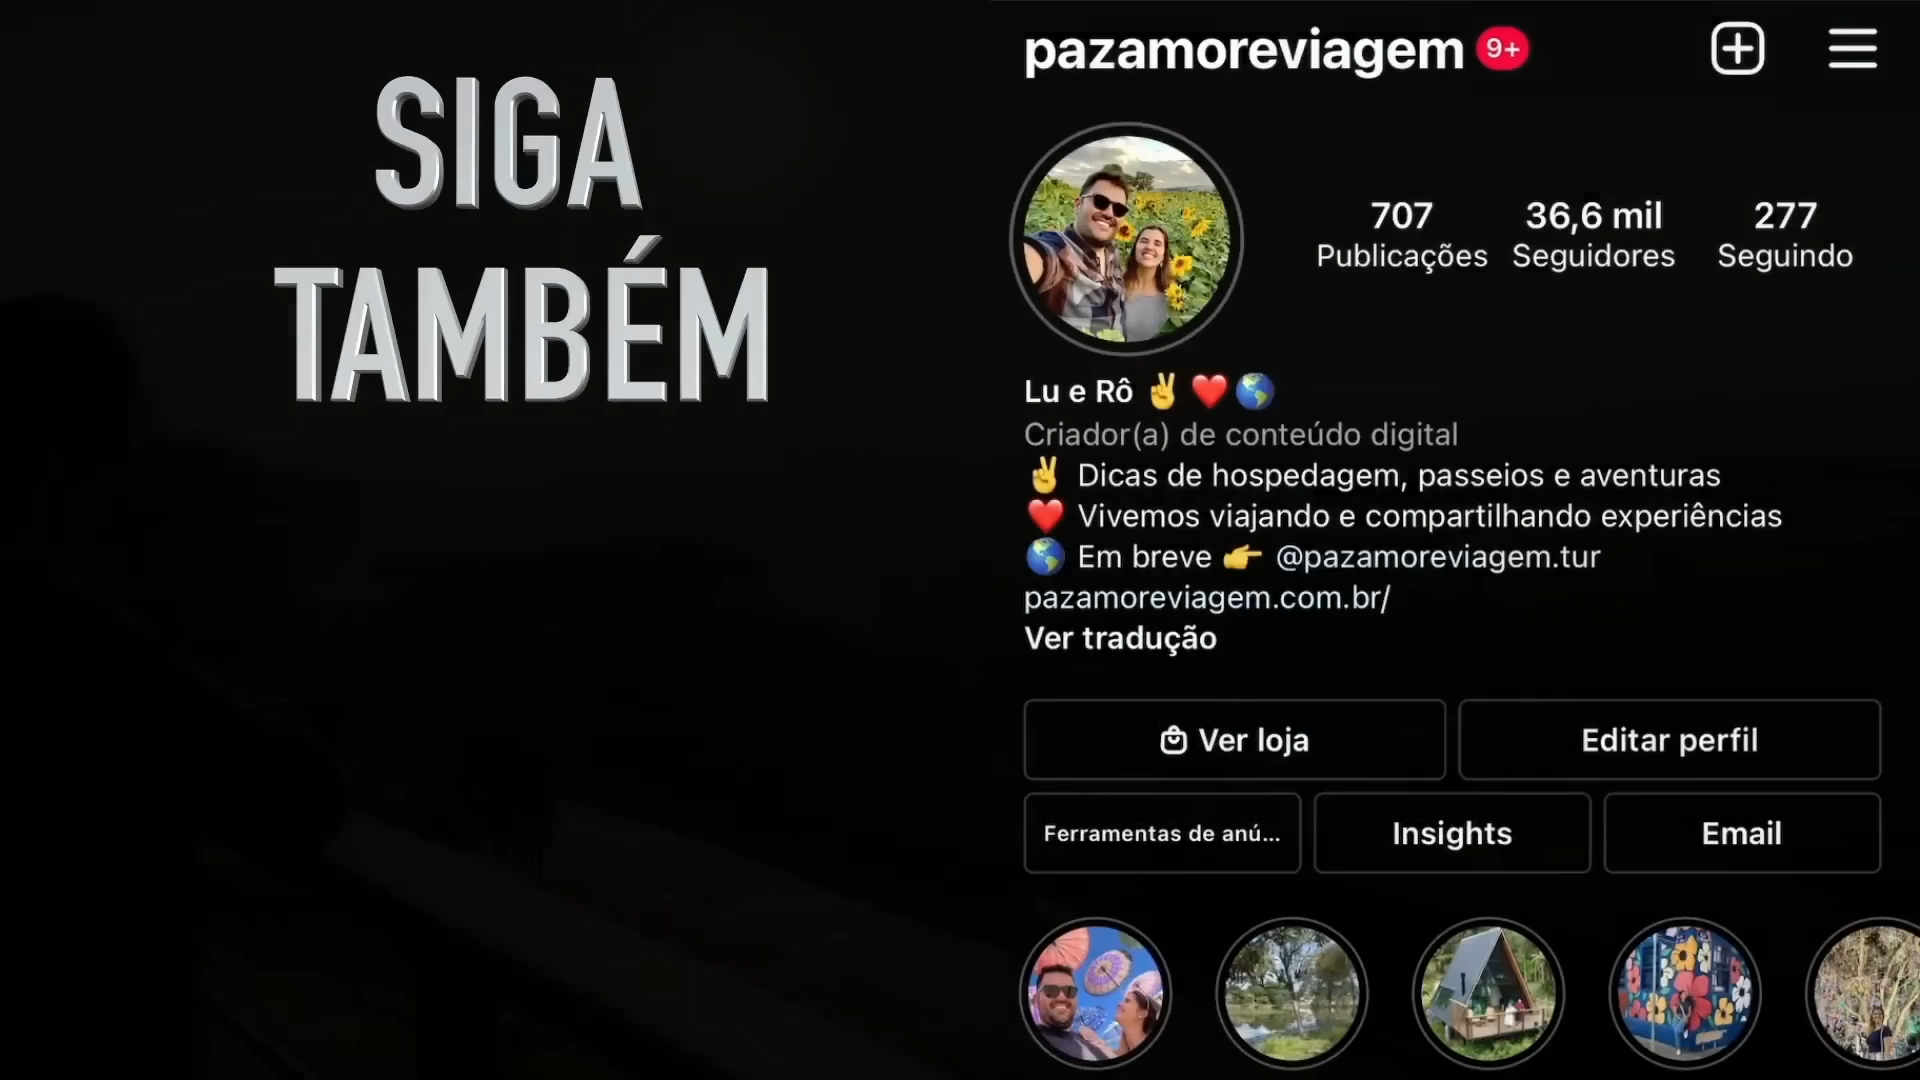 SIGA
TAMBÉM
pazamoreviagem 9+
707 36,6 mil 277
Publicações Seguidores Seguindo
Lu e Rô ✌️❤️🌎
Criador(a) de conteúdo digital
✌️ Dicas de hospedagem, passeios e aventuras
❤️ Vivemos viajando e compartilhando experiências
🌎 Em breve 👉 @pazamoreviagem.tur
pazamoreviagem.com.br/
Ver tradução
Ver loja Editar perfil
Ferramentas de anú... Insights Email